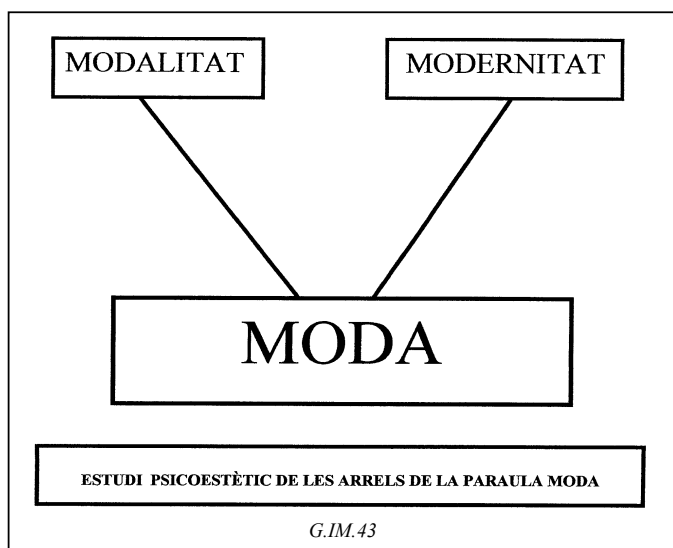 MODALITAT
MODERNITAT
MODA
ESTUDI PSICOESTÈTIC DE LES ARRELS DE LA PARAULA MODA
G.IM.43